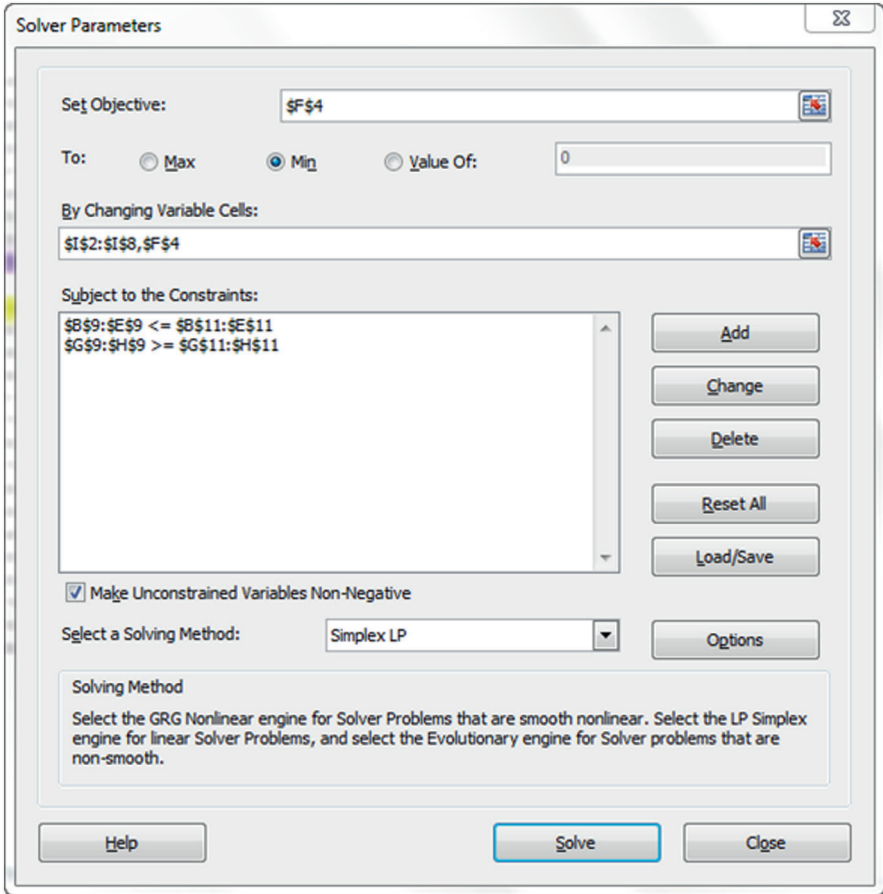 Solver Parameters
Set Objective: $F$4
To: Max Min Value Of: 0
By Changing Variable Cells:
$I$2:$I$8,$F$4
Subject to the Constraints:
$B$9:$E$9 <= $B$11:$E$11
$G$9:$H$9 >= $G$11:$H$11
Add
Change
Delete
Reset All
Load/Save
Make Unconstrained Variables Non-Negative
Select a Solving Method: Simplex LP Options
Solving Method
Select the GRG Nonlinear engine for Solver Problems that are smooth nonlinear. Select the LP Simplex
engine for linear Solver Problems, and select the Evolutionary engine for Solver problems that are
non-smooth.
Help Solve Close